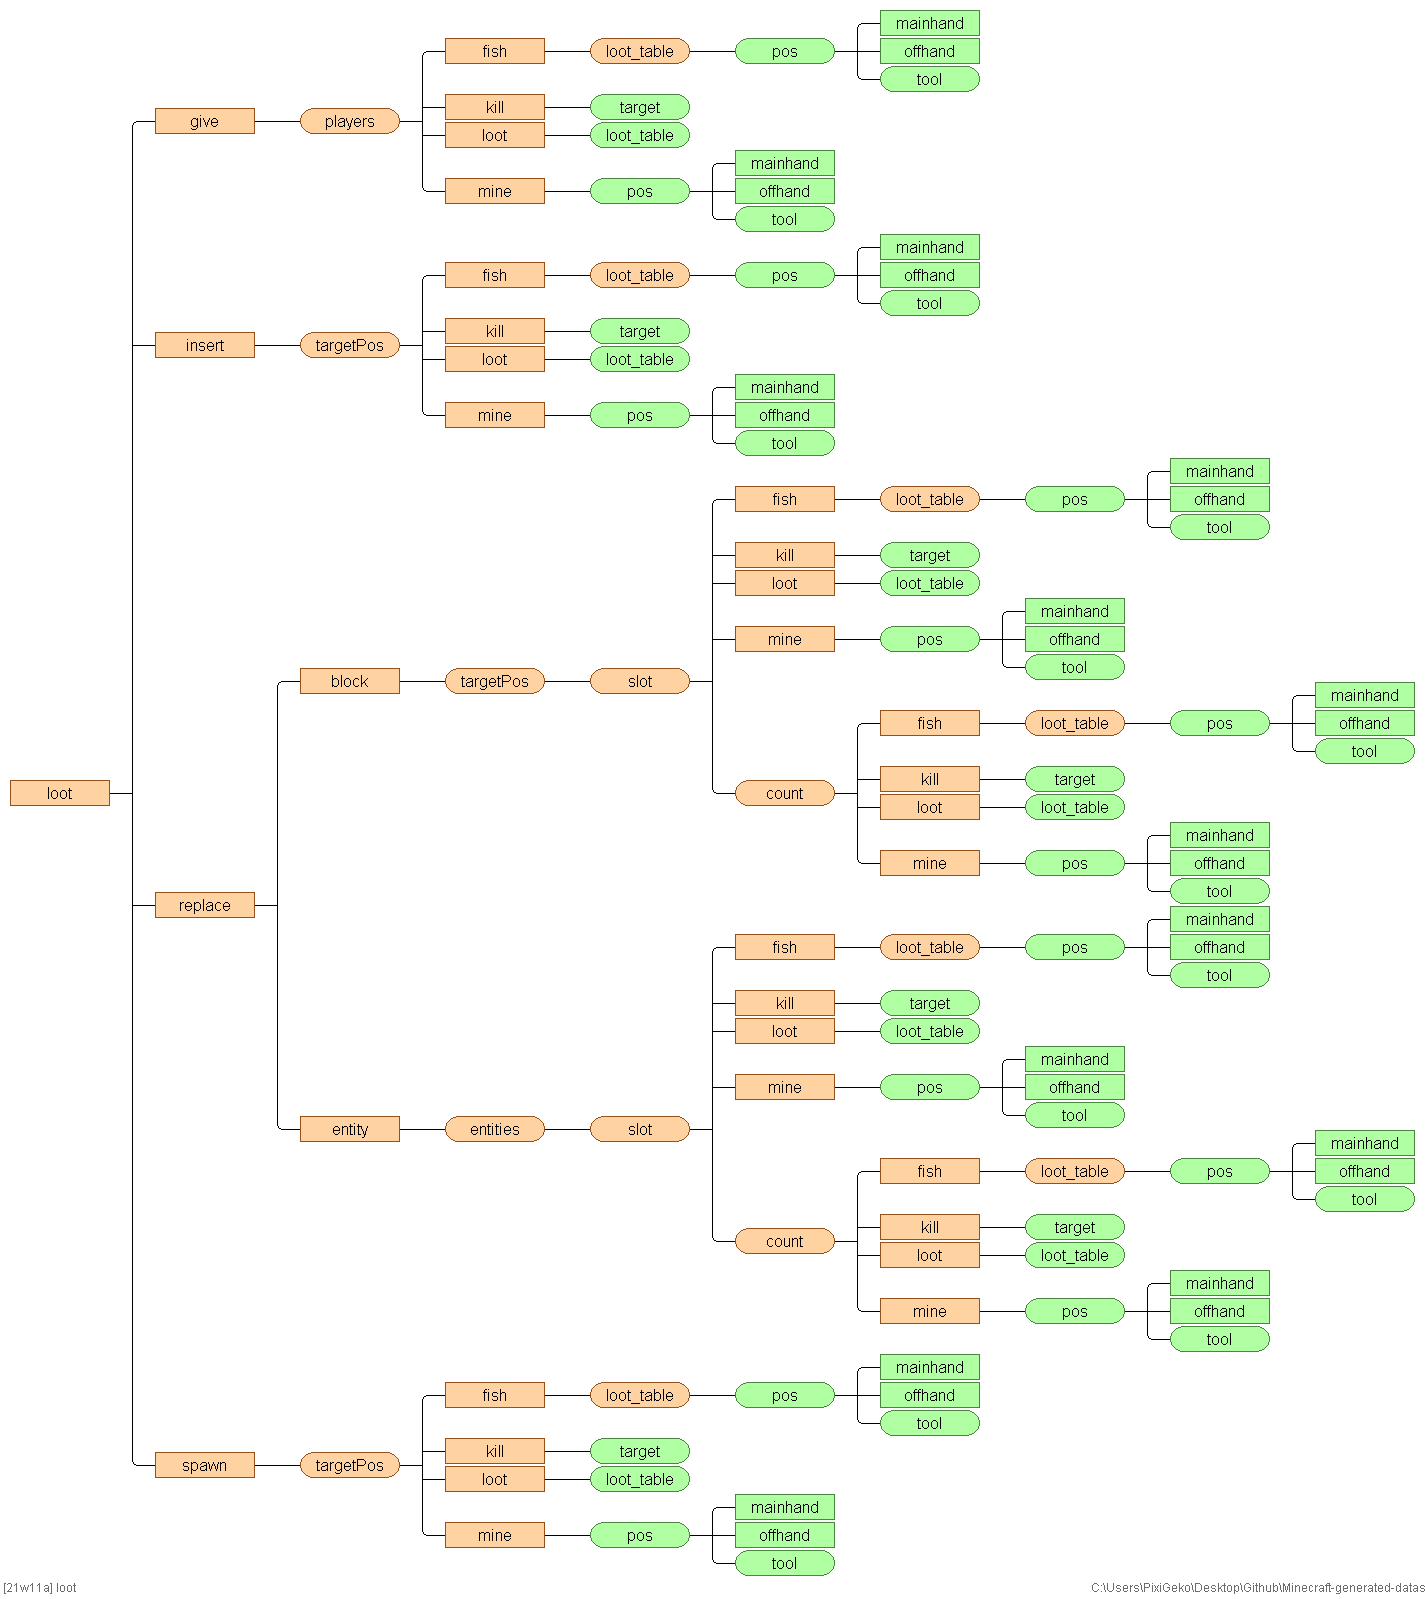 mainhand
fish loot_table pos offhand
tool
kill target
give players
loot loot_table
mainhand
mine pos offhand
tool
mainhand
fish loot_table pos offhand
tool
kill target
insert targetPos
loot loot_table
mainhand
mine pos offhand
tool
mainhand
fish loot_table pos offhand
tool
kill target
loot loot_table
mainhand
mine pos offhand
tool
block targetPos slot
mainhand
fish loot_table pos offhand
tool
kill target
loot count
loot loot_table
mainhand
mine pos offhand
tool
replace
mainhand
fish loot_table pos offhand
tool
kill target
loot loot_table
mainhand
mine pos offhand
tool
entity entities slot
mainhand
fish loot_table pos offhand
tool
kill target
count
loot loot_table
mainhand
mine pos offhand
tool
mainhand
fish loot_table pos offhand
tool
kill target
spawn targetPos
loot loot_table
mainhand
mine pos offhand
tool
[21w11a] loot
C:\Users\PixiGeko\Desktop\Github\Minecraft-generated-datas